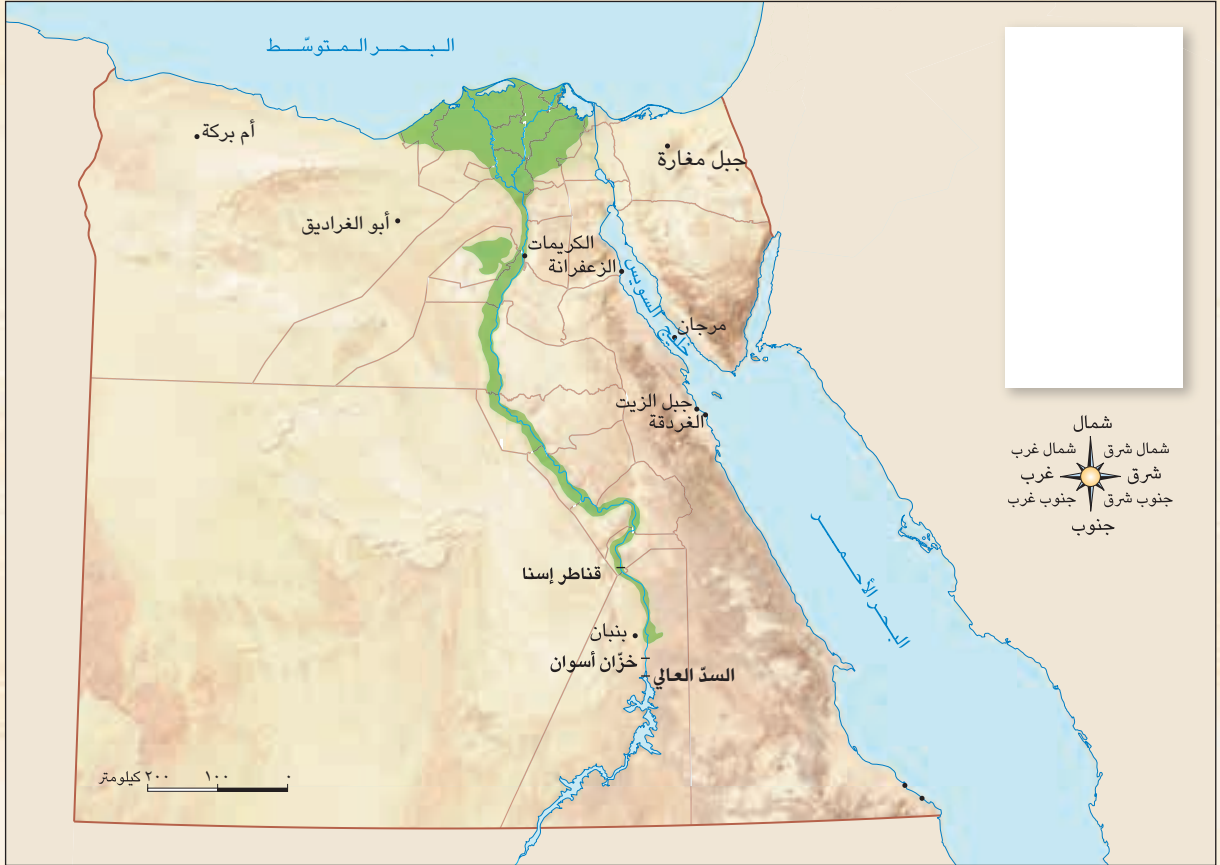 البحر المتوسّط
أم بركة
جبل مغارة
أبو الغراديق
الكريمات
الزعفرانة
خليج السويس
مرجان
جبل الزيت
الغردقة
شمال
شمال غرب
شمال شرق
غرب
شرق
جنوب غرب
جنوب شرق
جنوب
البحر الأحمر
قناطر إسنا
بنبان
خزّان أسوان
السدّ العالي
٠ ١٠٠ ٢٠٠ كيلومتر